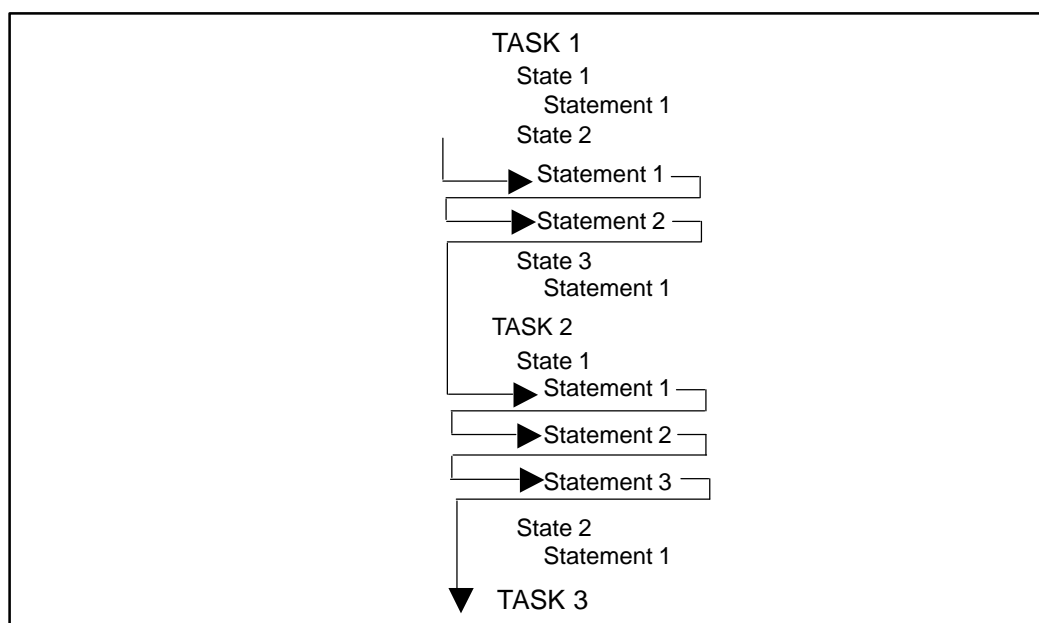 TASK 1
State 1
Statement 1
State 2
Statement 1
Statement 2
State 3
Statement 1
TASK 2
State 1
Statement 1
Statement 2
Statement 3
State 2
Statement 1
TASK 3